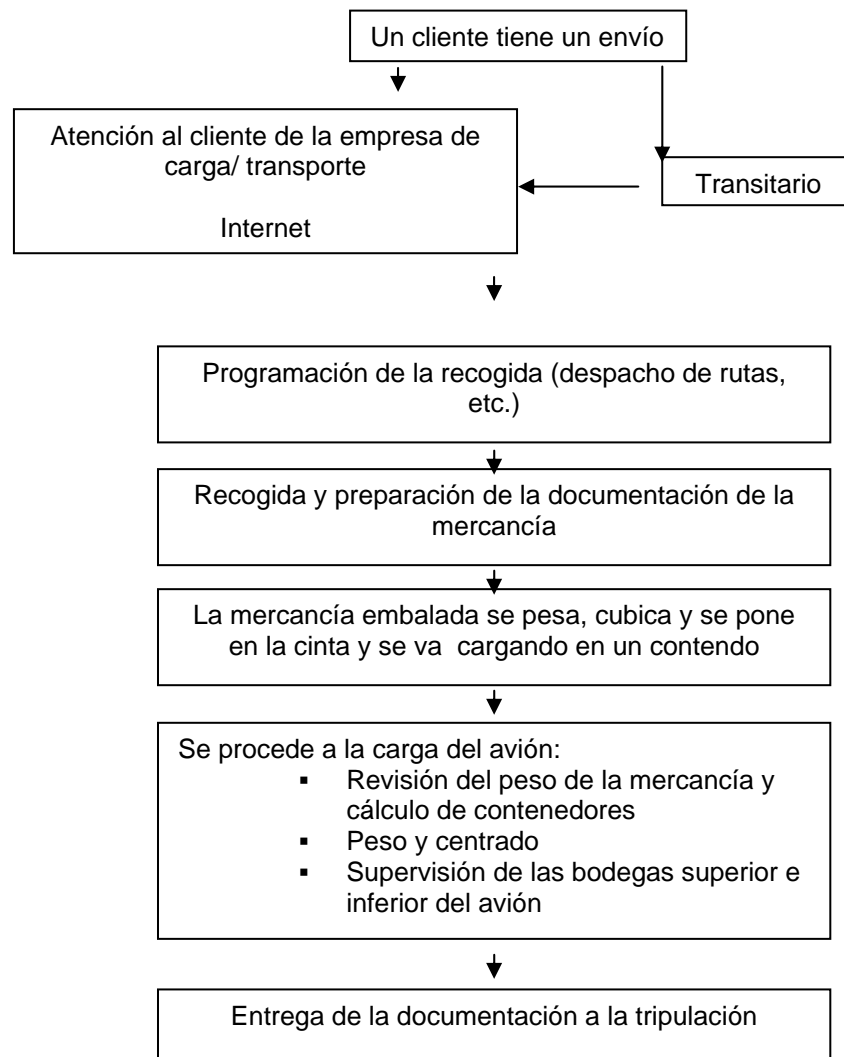 Un cliente tiene un envío
Atención al cliente de la empresa de
carga/ transporte
Internet
Transitario
Programación de la recogida (despacho de rutas,
etc.)
Recogida y preparación de la documentación de la
mercancía
La mercancía embalada se pesa, cubica y se pone
en la cinta y se va cargando en un contendo
Se procede a la carga del avión:
▪ Revisión del peso de la mercancía y
cálculo de contenedores
▪ Peso y centrado
▪ Supervisión de las bodegas superior e
inferior del avión
Entrega de la documentación a la tripulación